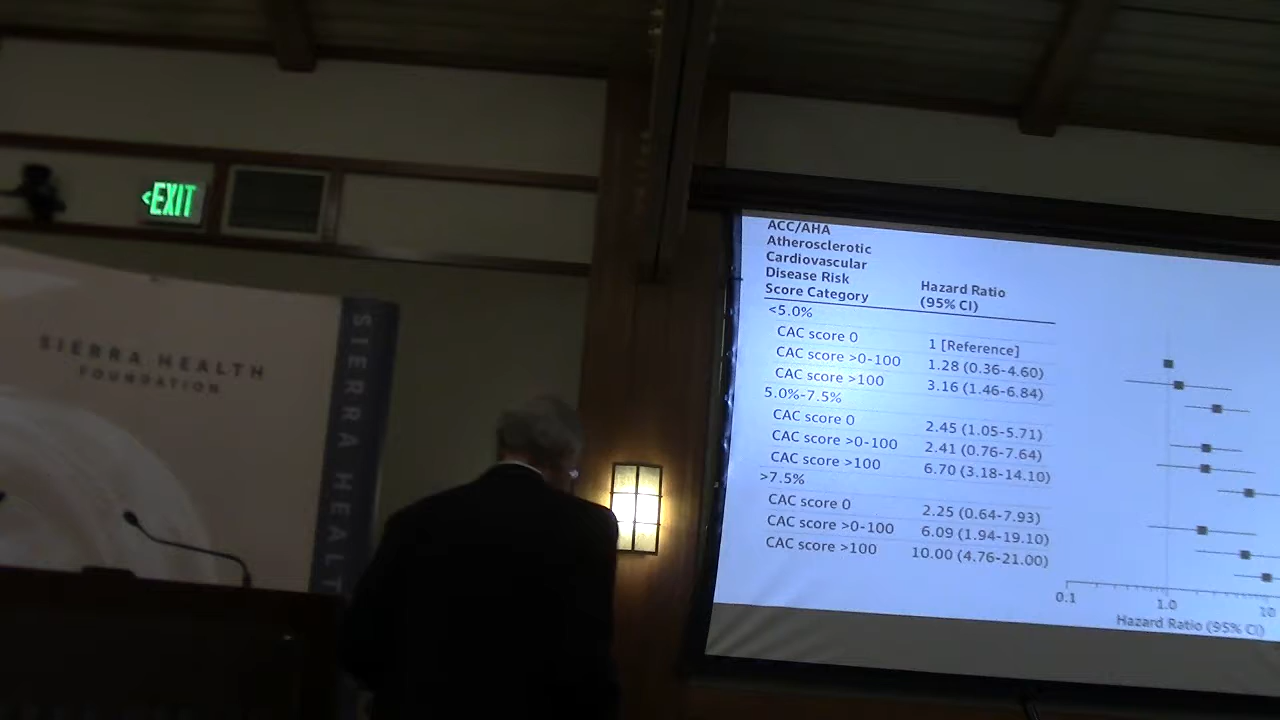 <EXIT
SIERRA HEALTH
FOUNDATION
SIERRA HEALT
ACC/AHA
Atherosclerotic
Cardiovascular
Disease Risk
Score Category
Hazard Ratio
(95% CI)
<5.0%
CAC score 0 1 [Reference]
CAC score >0-100 1.28 (0.36-4.60)
CAC score >100 3.16 (1.46-6.84)
5.0%-7.5%
CAC score 0 2.45 (1.05-5.71)
CAC score >0-100 2.41 (0.76-7.64)
CAC score >100 6.70 (3.18-14.10)
>7.5%
CAC score 0 2.25 (0.64-7.93)
CAC score >0-100 6.09 (1.94-19.10)
CAC score >100 10.00 (4.76-21.00)
0.1 1.0 10
Hazard Ratio (95% CI)